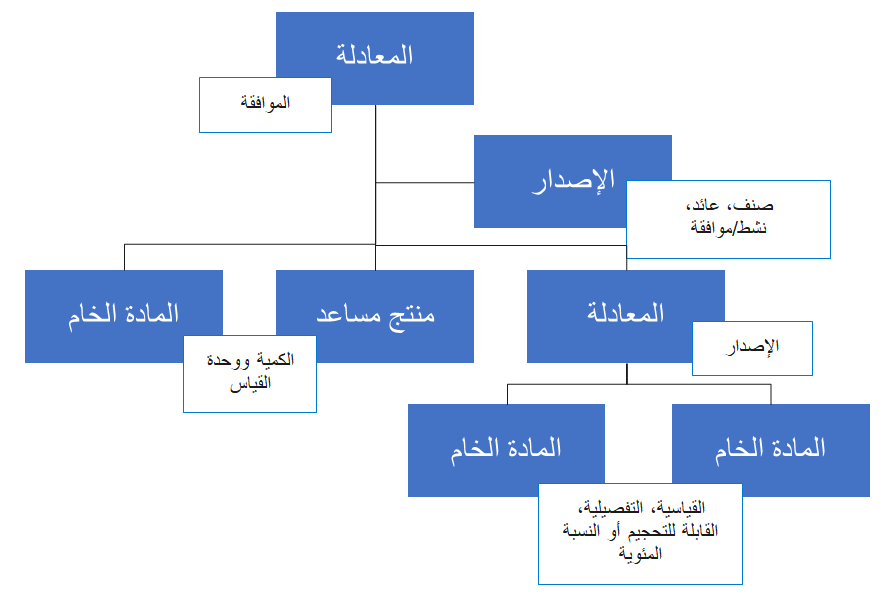 المعادلة
الموافقة
الإصدار
صنف، عائد،
نشط/موافقة
المادة الخام
الكمية ووحدة
القياس
منتج مساعد
المعادلة
الإصدار
المادة الخام
المادة الخام
القياسية، التفصيلية،
القابلة للتحجيم أو النسبة
المئوية